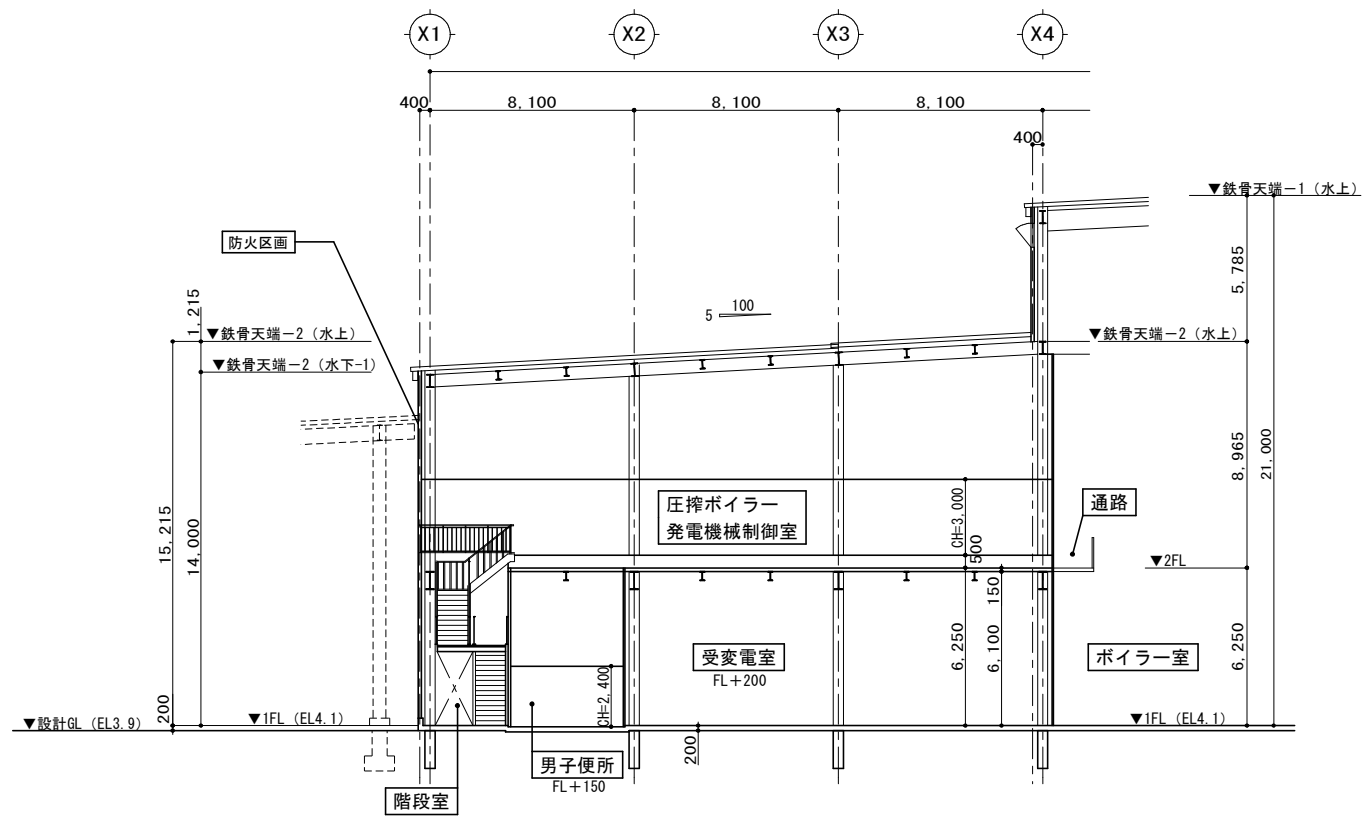 X1
X2
X3
X4
400
8,100
8,100
8,100
400
▼鉄骨天端－1（水上）
防火区画
5,785
1,215
100
5
▼鉄骨天端－2（水上）
▼鉄骨天端－2（水上）
▼鉄骨天端－2（水下-1）
8,965
21,000
圧搾ボイラー
発電機械制御室
CH=3,000
通路
15,215
14,000
500
▼2FL
150
受変電室
FL＋200
6,250
6,100
ボイラー室
6,250
CH=2,400
200
▼設計GL（EL3.9）
▼1FL（EL4.1）
▼1FL（EL4.1）
200
男子便所
FL＋150
階段室